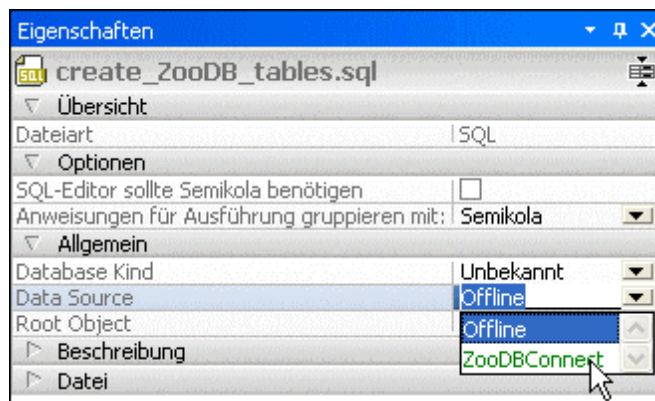 Eigenschaften
SQL create_ZooDB_tables.sql
Übersicht
Dateiart SQL
Optionen
SQL-Editor sollte Semikola benötigen
Anweisungen für Ausführung gruppieren mit: Semikola
Allgemein
Database Kind Unbekannt
Data Source Offline
Root Object Offline
ZooDBConnect
Beschreibung
Datei